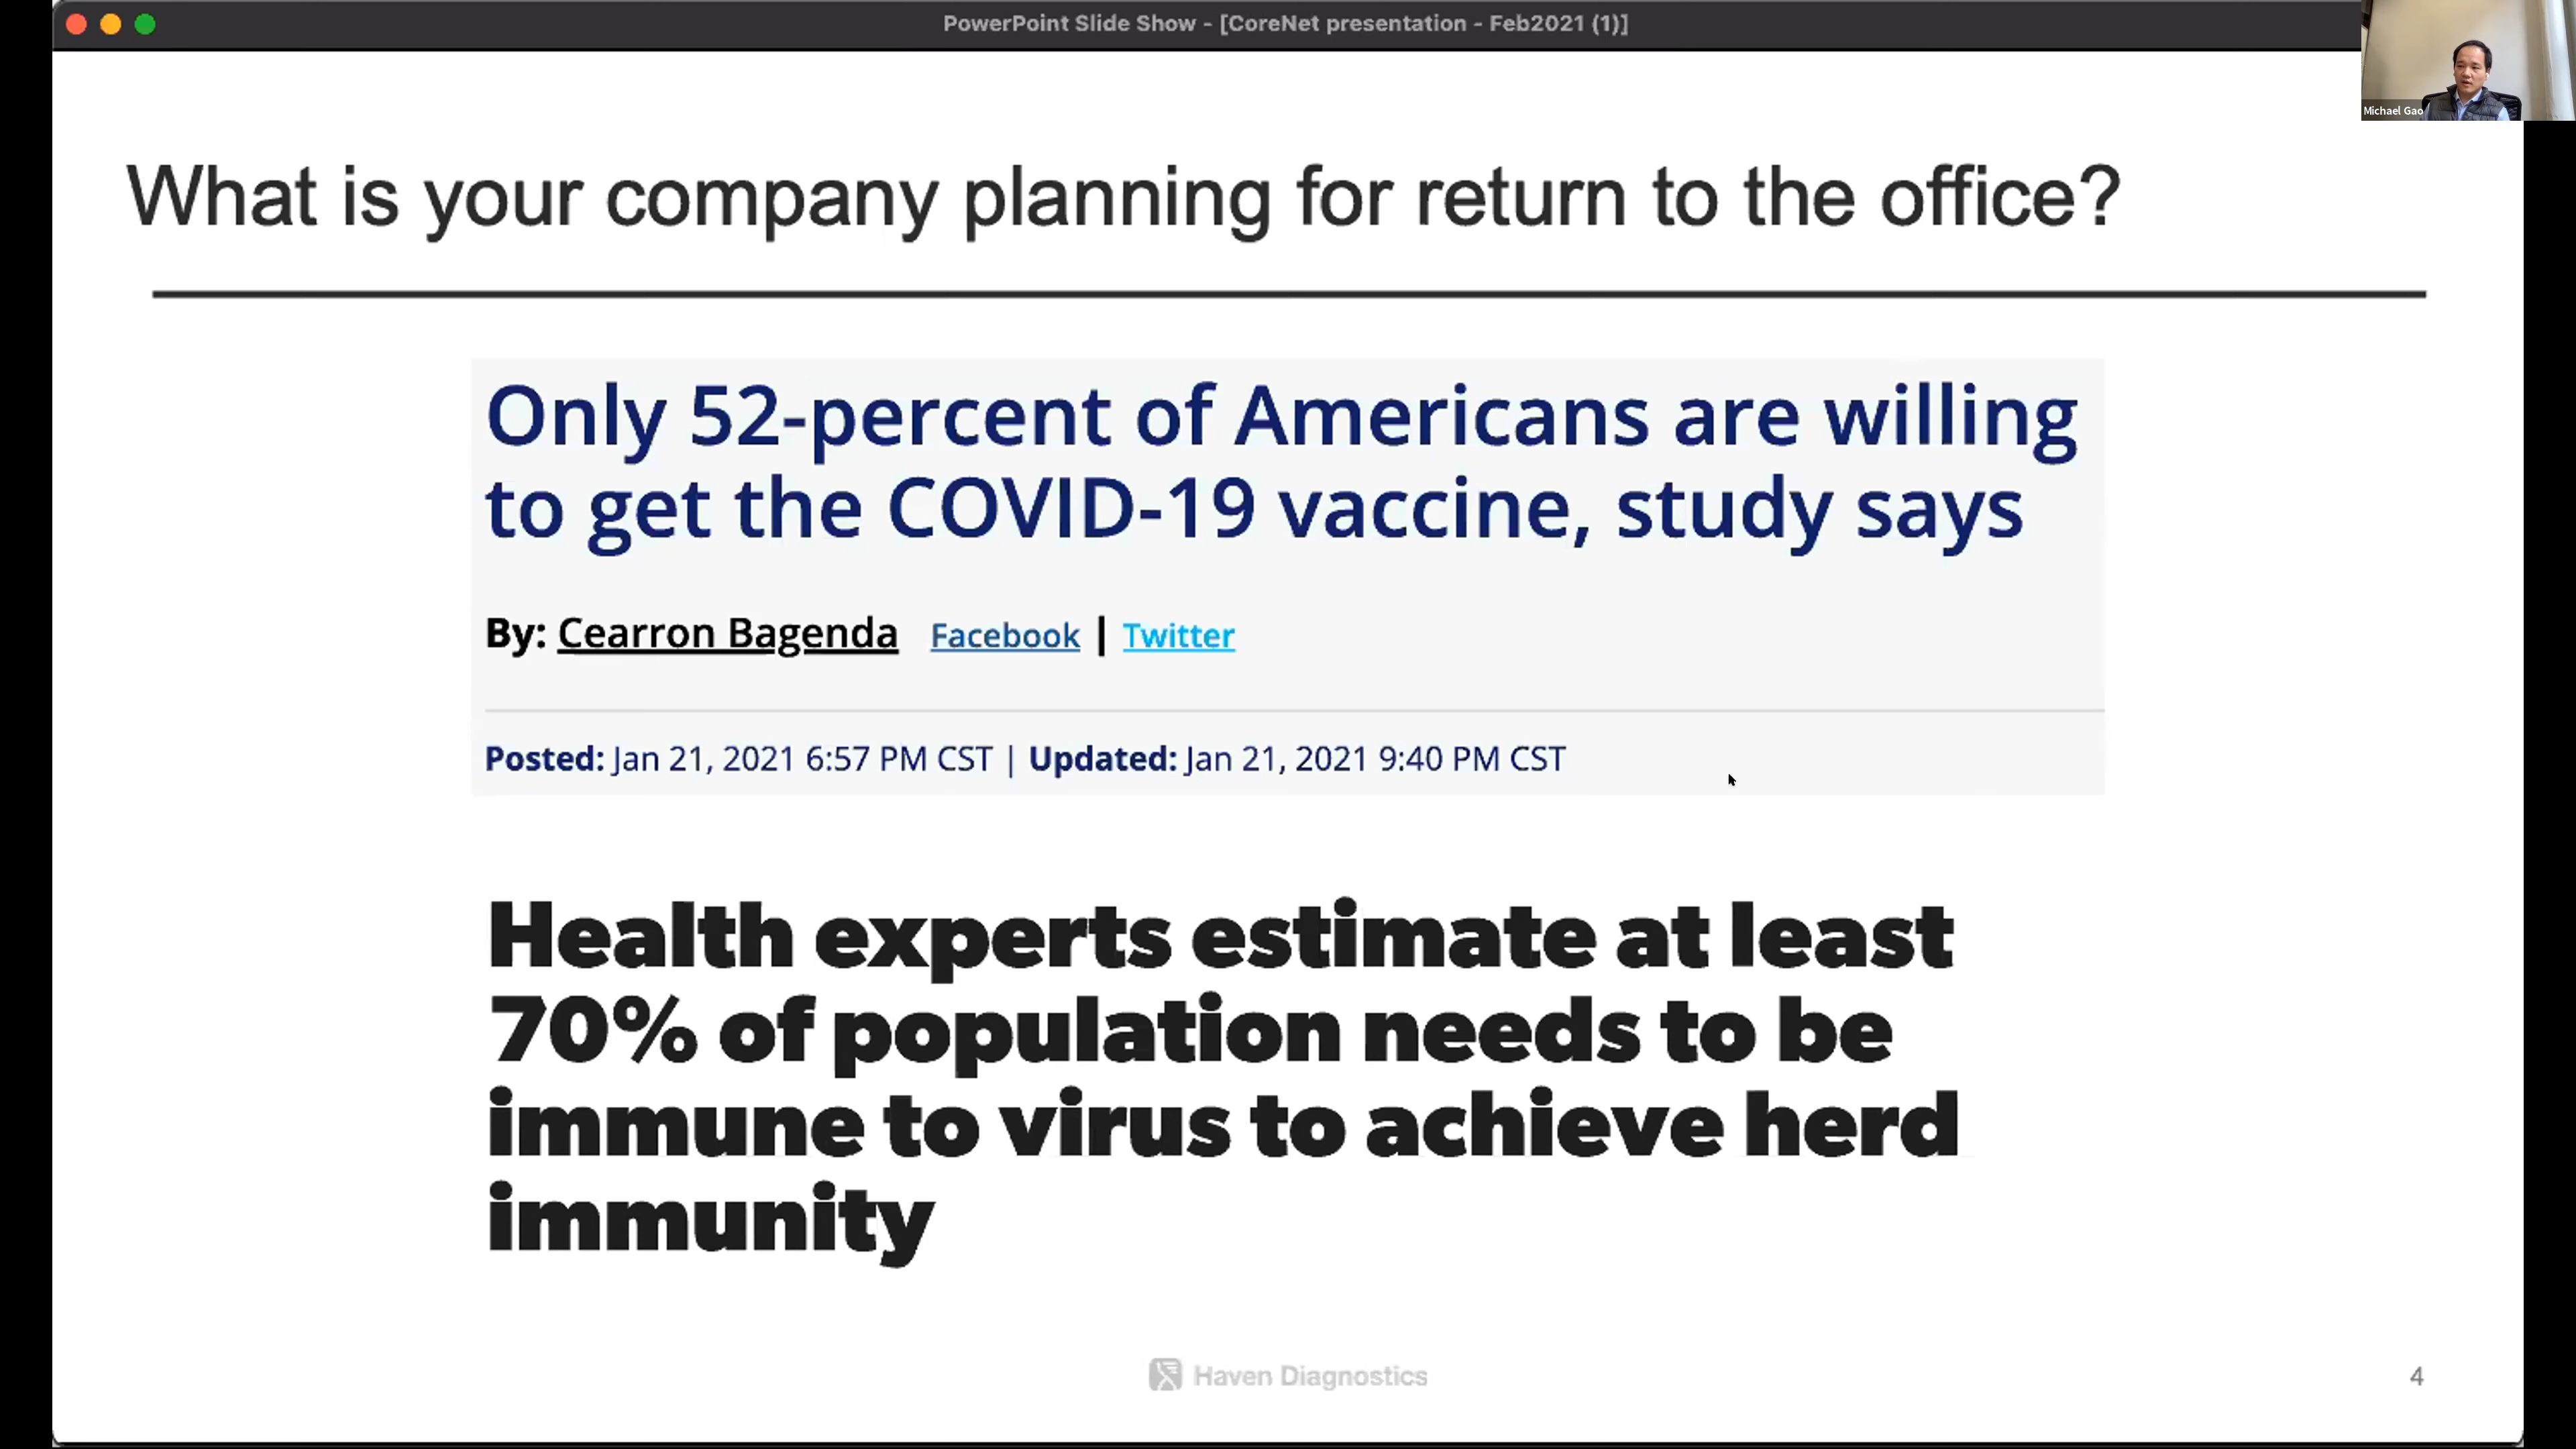 PowerPoint Slide Show - [CoreNet presentation - Feb2021 (1)]
Michael Gao
What is your company planning for return to the office?
Only 52-percent of Americans are willing
to get the COVID-19 vaccine, study says
By: Cearron Bagenda Facebook | Twitter
Posted: Jan 21, 2021 6:57 PM CST | Updated: Jan 21, 2021 9:40 PM CST
Health experts estimate at least
70% of population needs to be
immune to virus to achieve herd
immunity
Haven Diagnostics
4